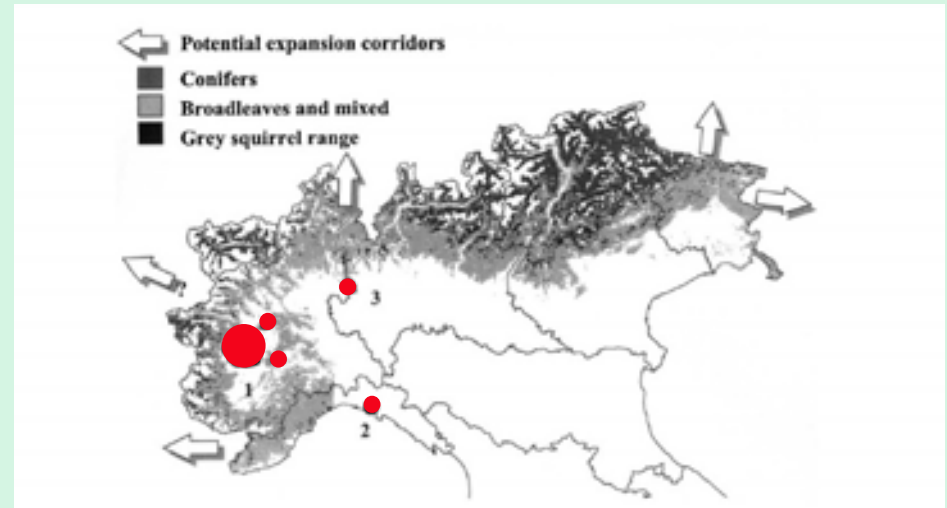 Potential expansion corridors
Conifers
Broadleaves and mixed
Grey squirrel range
?
3
1
2